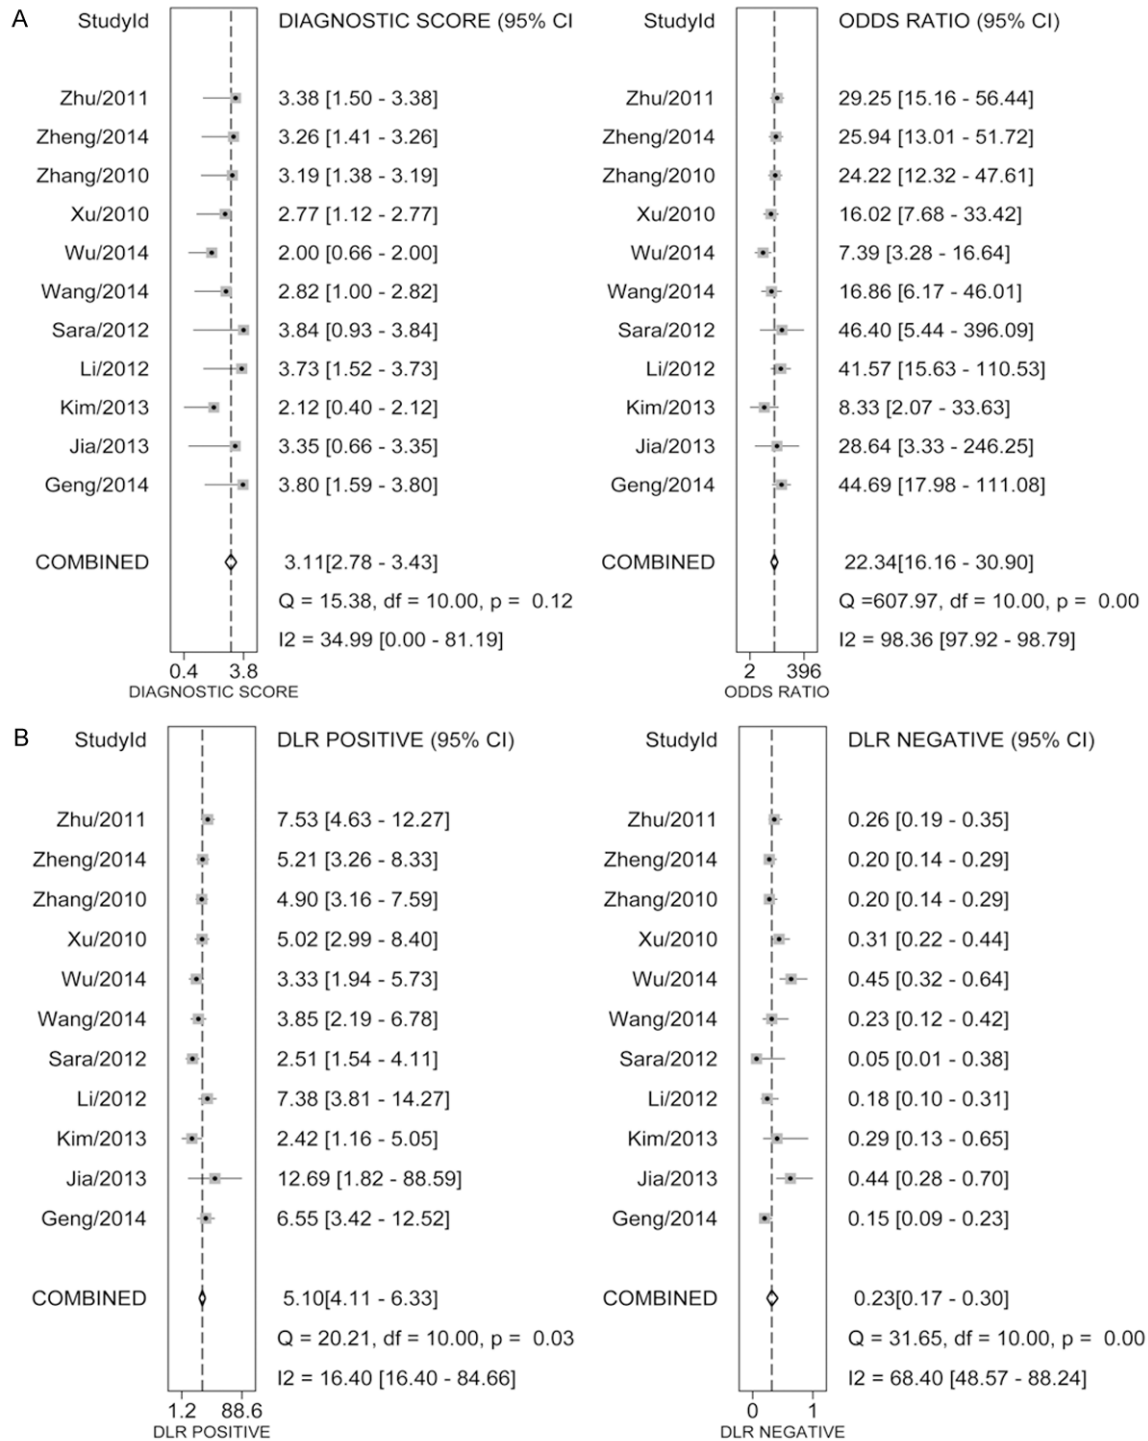 A
StudyId DIAGNOSTIC SCORE (95% CI
Zhu/2011 3.38 [1.50 - 3.38]
Zheng/2014 3.26 [1.41 - 3.26]
Zhang/2010 3.19 [1.38 - 3.19]
Xu/2010 2.77 [1.12 - 2.77]
Wu/2014 2.00 [0.66 - 2.00]
Wang/2014 2.82 [1.00 - 2.82]
Sara/2012 3.84 [0.93 - 3.84]
Li/2012 3.73 [1.52 - 3.73]
Kim/2013 2.12 [0.40 - 2.12]
Jia/2013 3.35 [0.66 - 3.35]
Geng/2014 3.80 [1.59 - 3.80]
COMBINED 3.11[2.78 - 3.43]
Q = 15.38, df = 10.00, p = 0.12
I2 = 34.99 [0.00 - 81.19]
0.4 3.8
DIAGNOSTIC SCORE
StudyId ODDS RATIO (95% CI)
Zhu/2011 29.25 [15.16 - 56.44]
Zheng/2014 25.94 [13.01 - 51.72]
Zhang/2010 24.22 [12.32 - 47.61]
Xu/2010 16.02 [7.68 - 33.42]
Wu/2014 7.39 [3.28 - 16.64]
Wang/2014 16.86 [6.17 - 46.01]
Sara/2012 46.40 [5.44 - 396.09]
Li/2012 41.57 [15.63 - 110.53]
Kim/2013 8.33 [2.07 - 33.63]
Jia/2013 28.64 [3.33 - 246.25]
Geng/2014 44.69 [17.98 - 111.08]
COMBINED 22.34[16.16 - 30.90]
Q =607.97, df = 10.00, p = 0.00
I2 = 98.36 [97.92 - 98.79]
2 396
ODDS RATIO
B
StudyId DLR POSITIVE (95% CI)
Zhu/2011 7.53 [4.63 - 12.27]
Zheng/2014 5.21 [3.26 - 8.33]
Zhang/2010 4.90 [3.16 - 7.59]
Xu/2010 5.02 [2.99 - 8.40]
Wu/2014 3.33 [1.94 - 5.73]
Wang/2014 3.85 [2.19 - 6.78]
Sara/2012 2.51 [1.54 - 4.11]
Li/2012 7.38 [3.81 - 14.27]
Kim/2013 2.42 [1.16 - 5.05]
Jia/2013 12.69 [1.82 - 88.59]
Geng/2014 6.55 [3.42 - 12.52]
COMBINED 5.10[4.11 - 6.33]
Q = 20.21, df = 10.00, p = 0.03
I2 = 16.40 [16.40 - 84.66]
1.2 88.6
DLR POSITIVE
StudyId DLR NEGATIVE (95% CI)
Zhu/2011 0.26 [0.19 - 0.35]
Zheng/2014 0.20 [0.14 - 0.29]
Zhang/2010 0.20 [0.14 - 0.29]
Xu/2010 0.31 [0.22 - 0.44]
Wu/2014 0.45 [0.32 - 0.64]
Wang/2014 0.23 [0.12 - 0.42]
Sara/2012 0.05 [0.01 - 0.38]
Li/2012 0.18 [0.10 - 0.31]
Kim/2013 0.29 [0.13 - 0.65]
Jia/2013 0.44 [0.28 - 0.70]
Geng/2014 0.15 [0.09 - 0.23]
COMBINED 0.23[0.17 - 0.30]
Q = 31.65, df = 10.00, p = 0.00
I2 = 68.40 [48.57 - 88.24]
0 1
DLR NEGATIVE